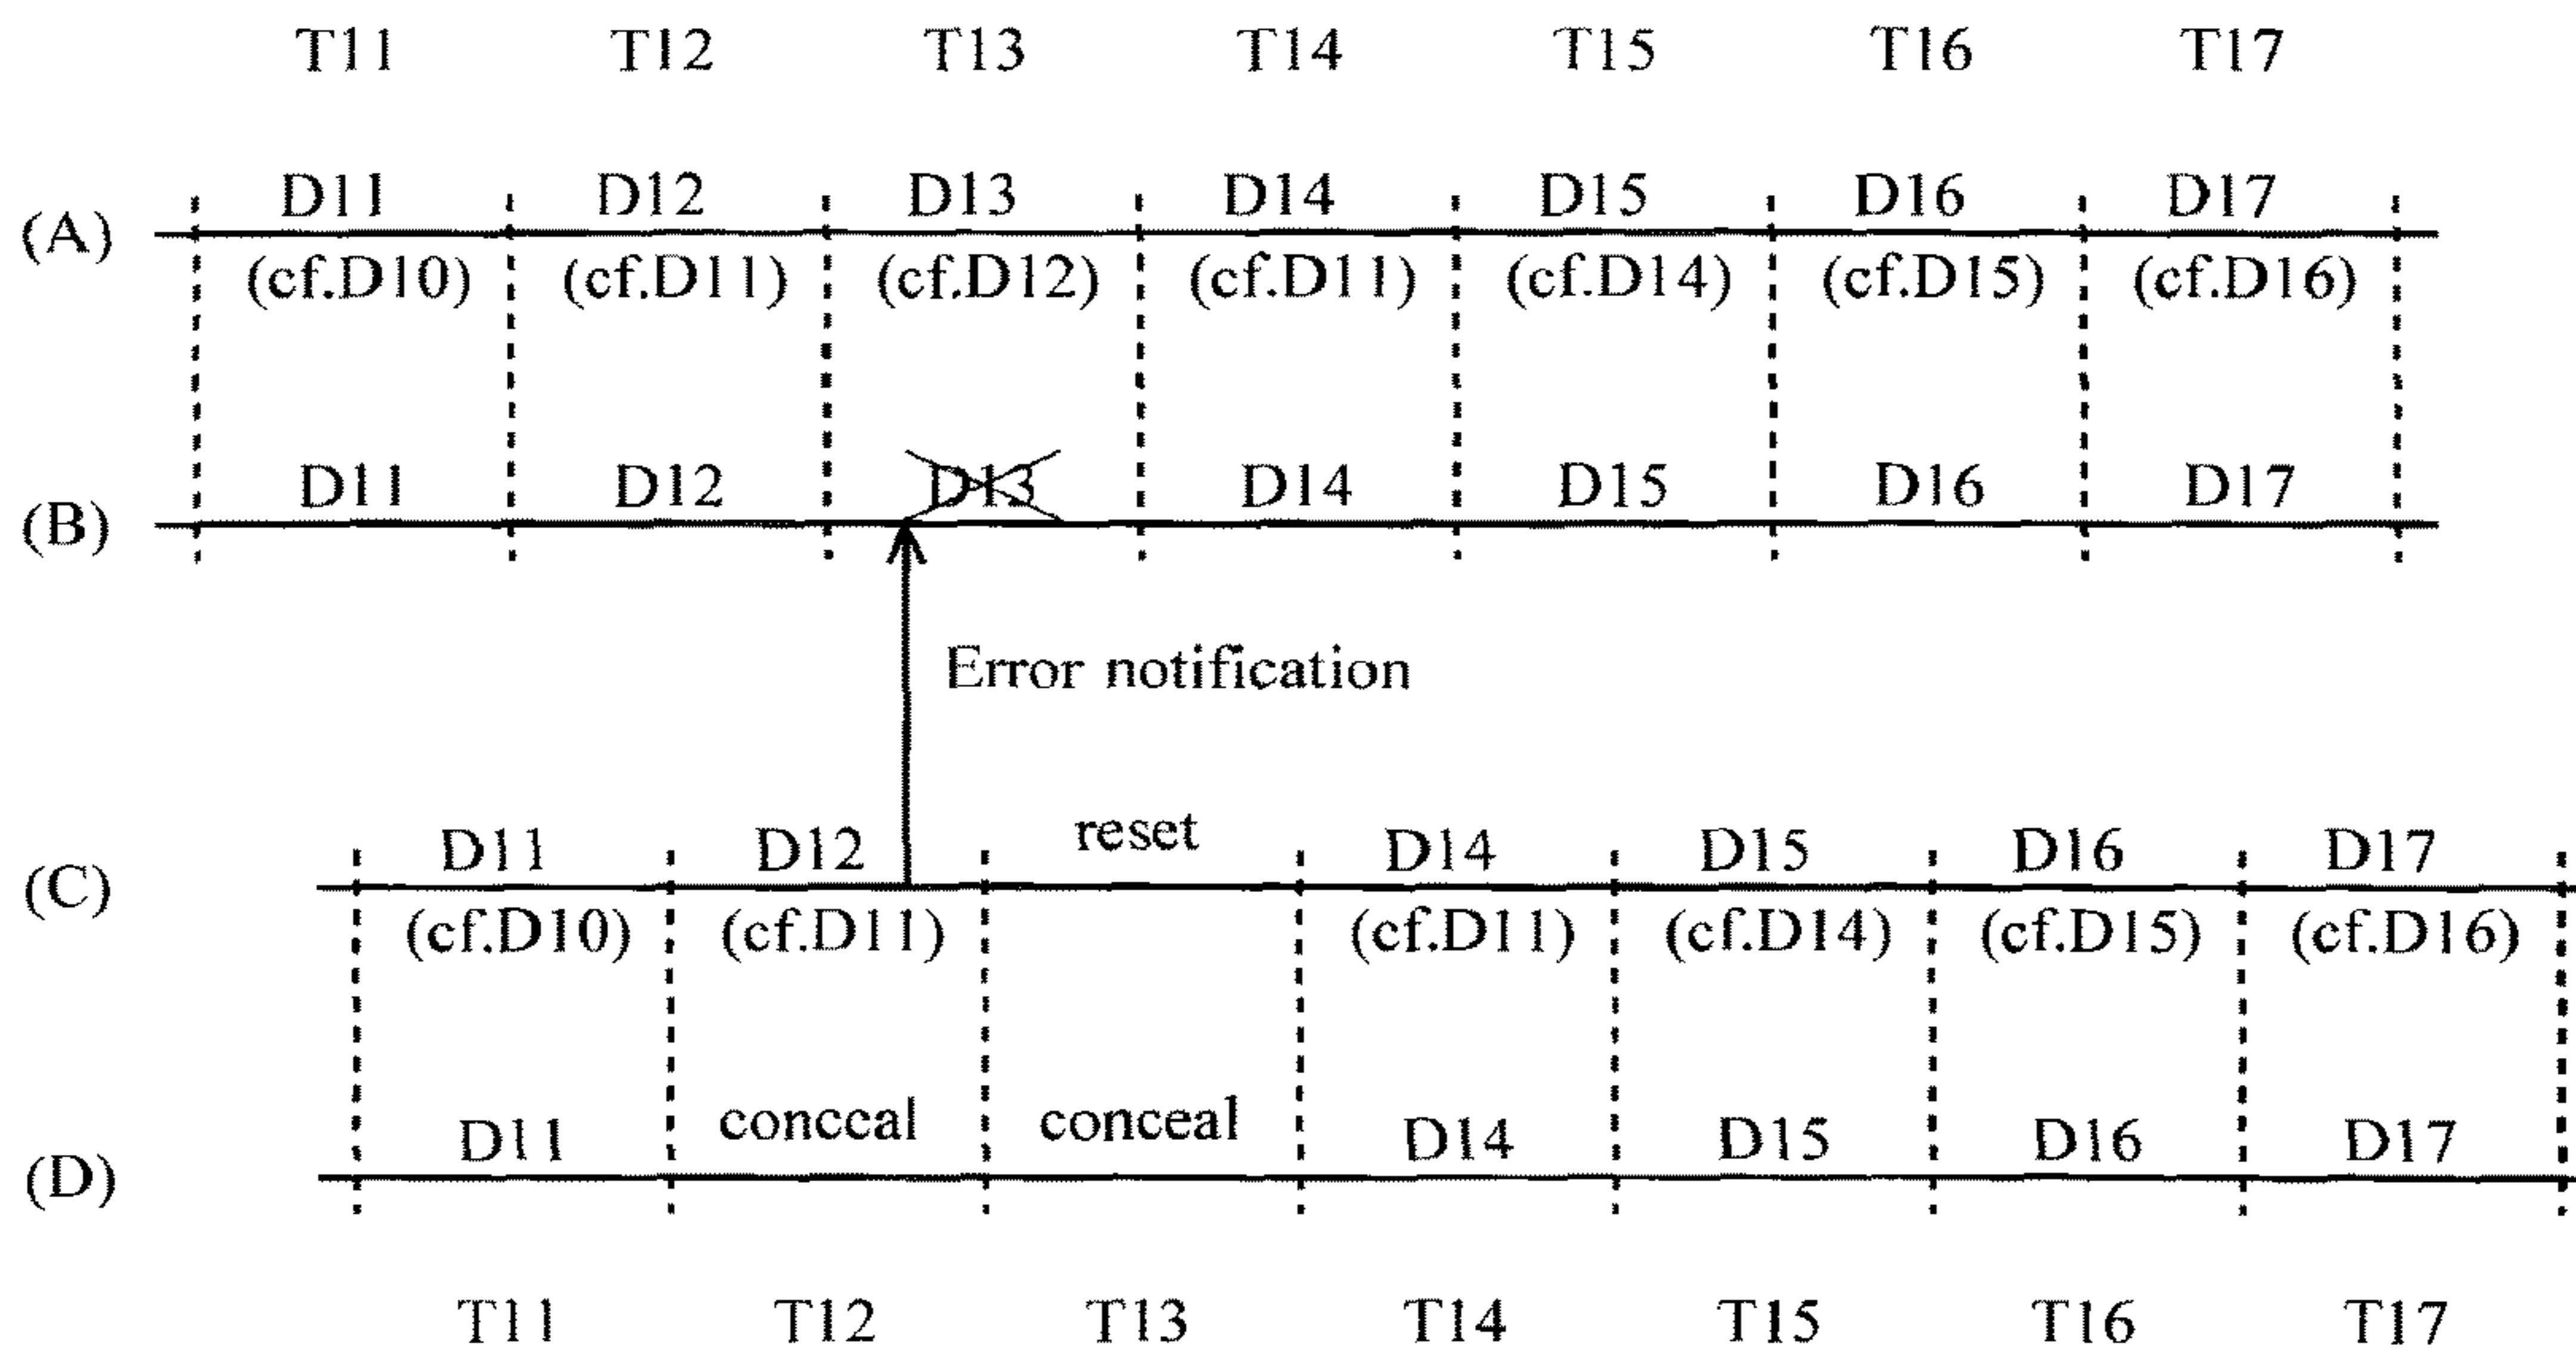 T11 T12 T13 T14 T15 T16 T17
D11 D12 D13 D14 D15 D16 D17
(A)
(cf.D10) (cf.D11) (cf.D12) (cf.D11) (cf.D14) (cf.D15) (cf.D16)
D11 D12 D13 D14 D15 D16 D17
(B)
Error notification
D11 D12 reset D14 D15 D16 D17
(C)
(cf.D10) (cf.D11) (cf.D11) (cf.D14) (cf.D15) (cf.D16)
D11 conceal conceal D14 D15 D16 D17
(D)
T11 T12 T13 T14 T15 T16 T17